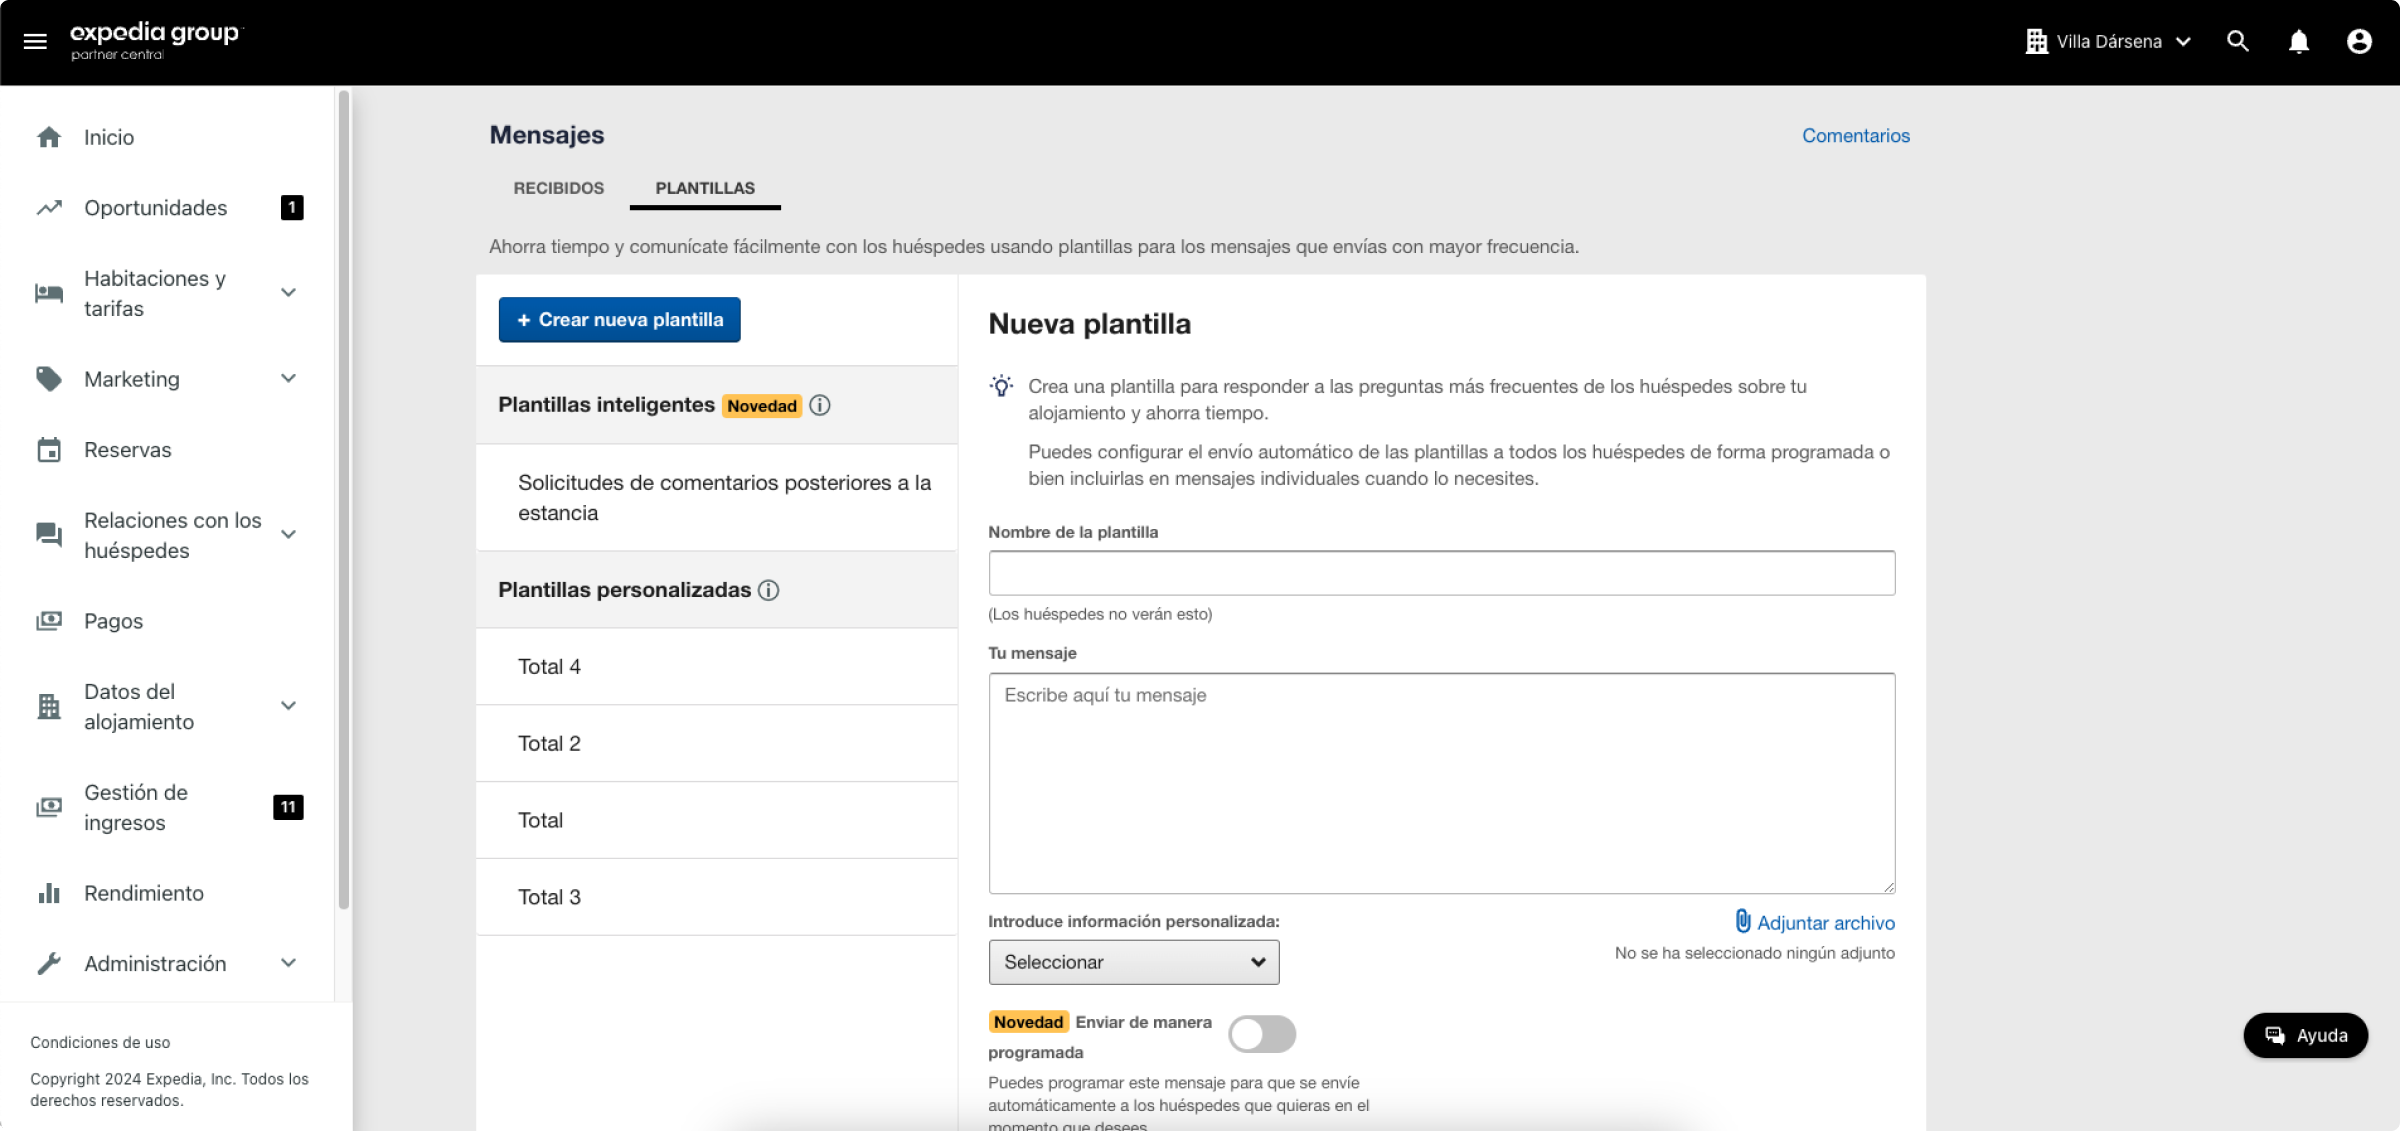 expedia group
partner central
Villa Dársena
Inicio
Oportunidades
1
Habitaciones y
tarifas
Marketing
Reservas
Relaciones con los
huéspedes
Pagos
Datos del
alojamiento
Gestión de
ingresos
11
Rendimiento
Administración
Condiciones de uso
Copyright 2024 Expedia, Inc. Todos los
derechos reservados.
Mensajes
Comentarios
RECIBIDOS
PLANTILLAS
Ahorra tiempo y comunícate fácilmente con los huéspedes usando plantillas para los mensajes que envías con mayor frecuencia.
+ Crear nueva plantilla
Plantillas inteligentes Novedad
Solicitudes de comentarios posteriores a la
estancia
Plantillas personalizadas
Total 4
Total 2
Total
Total 3
Nueva plantilla
Crea una plantilla para responder a las preguntas más frecuentes de los huéspedes sobre tu
alojamiento y ahorra tiempo.
Puedes configurar el envío automático de las plantillas a todos los huéspedes de forma programada o
bien incluirlas en mensajes individuales cuando lo necesites.
Nombre de la plantilla
(Los huéspedes no verán esto)
Tu mensaje
Escribe aquí tu mensaje
Introduce información personalizada:
Seleccionar
Adjuntar archivo
No se ha seleccionado ningún adjunto
Novedad Enviar de manera
programada
Puedes programar este mensaje para que se envíe
automáticamente a los huéspedes que quieras en el
momento que desees
Ayuda